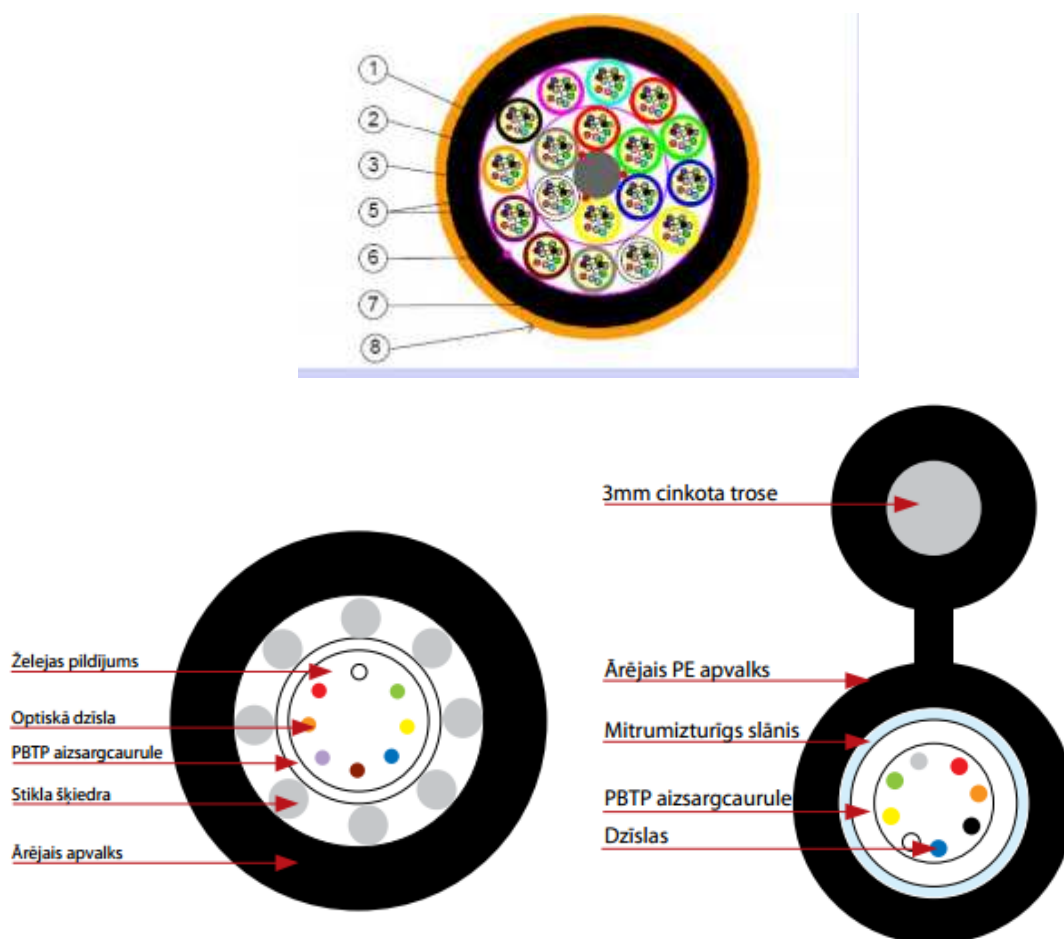 1
2
3
5
6
7
8
3mm cinkota trose
Želejas pildījums
Optiskā dzīsla
PBTP aizsargcaurule
Stikla šķiedra
Ārējais apvalks
Ārējais PE apvalks
Mitrumizturīgs slānis
PBTP aizsargcaurule
Dzīslas